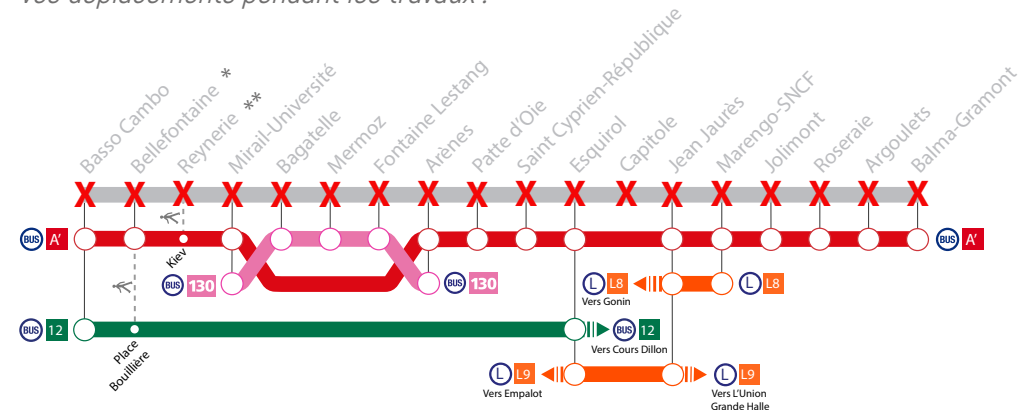 vos déplacements pendant les travaux :
Basso Cambo
Bellefontaine *
Reynerie **
Mirail-Université
Bagatelle
Mermoz
Fontaine Lestang
Arènes
Patte d'Oie
Saint Cyprien-République
Esquirol
Capitole
Jean Jaurès
Marengo-SNCF
Jolimont
Roseraie
Argoulets
Balma-Gramont
X X X X X X X X X X X X X X X X X X
BUS A'
Kiev
BUS A'
BUS 130
BUS 130
L L8
Vers Gonin
L L8
BUS 12
Place
Bouillière
BUS 12
Vers Cours Dillon
L L9
Vers Empalot
L L9
Vers L'Union
Grande Halle